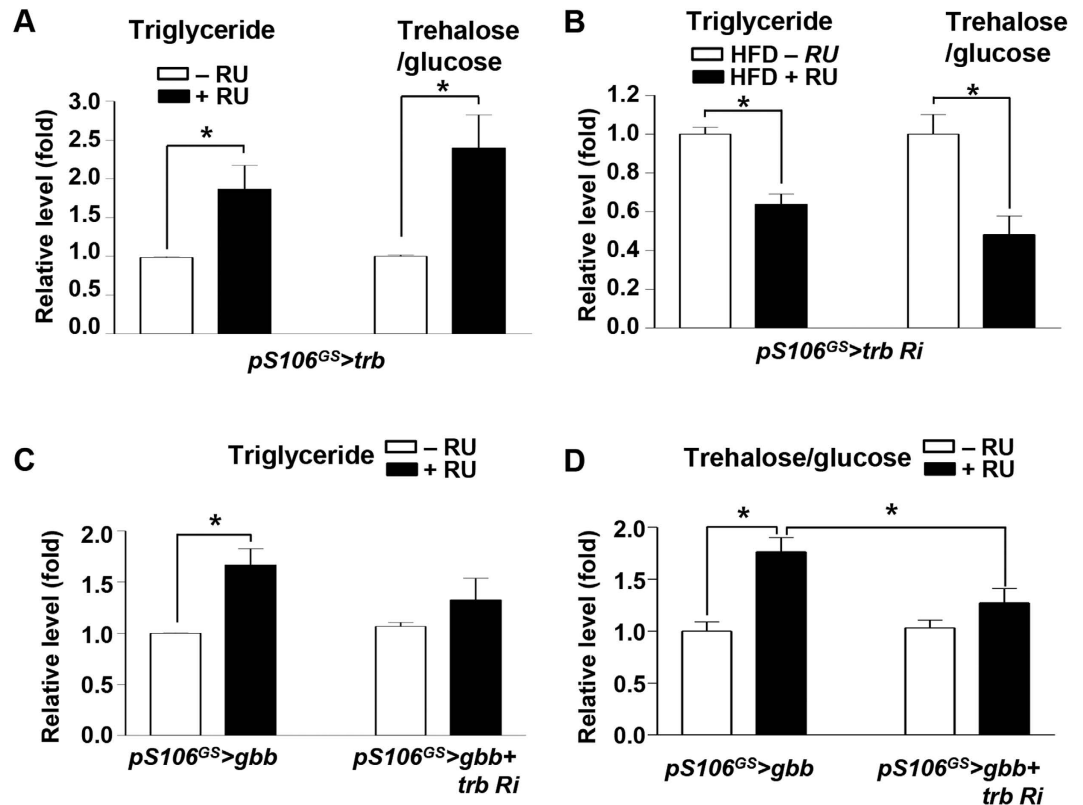 A
Triglyceride
Trehalose
/glucose
– RU
+ RU
*
*
Relative level (fold)
3.0
2.5
2.0
1.5
1.0
0.5
0.0
pS106GS>trb
B
Triglyceride
Trehalose
/glucose
HFD – RU
HFD + RU
*
*
Relative level (fold)
1.2
1.0
0.8
0.6
0.4
0.2
0.0
pS106GS>trb Ri
C
Triglyceride
– RU
+ RU
*
Relative level (fold)
2.0
1.5
1.0
0.5
0.0
pS106GS>gbb
pS106GS>gbb+
trb Ri
D
Trehalose/glucose
– RU
+ RU
*
*
Relative level (fold)
2.0
1.5
1.0
0.5
0.0
pS106GS>gbb
pS106GS>gbb+
trb Ri